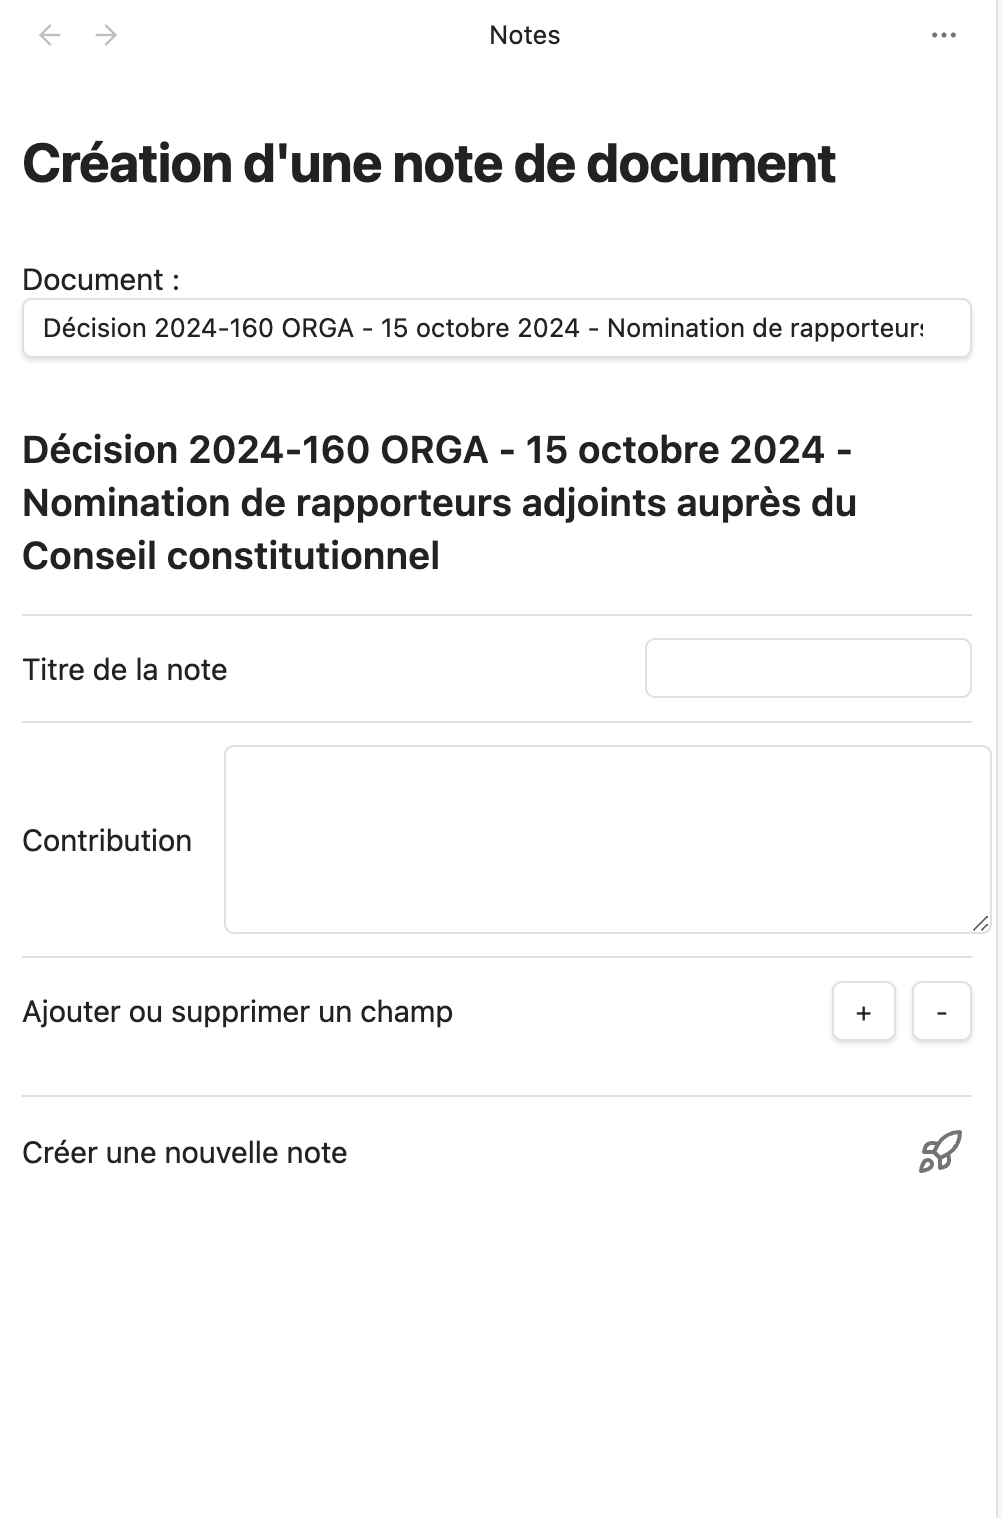 Notes
Création d'une note de document
Document :
Décision 2024-160 ORGA - 15 octobre 2024 - Nomination de rapporteurs
Décision 2024-160 ORGA - 15 octobre 2024 -
Nomination de rapporteurs adjoints auprès du
Conseil constitutionnel
Titre de la note
Contribution
Ajouter ou supprimer un champ
+ -
Créer une nouvelle note